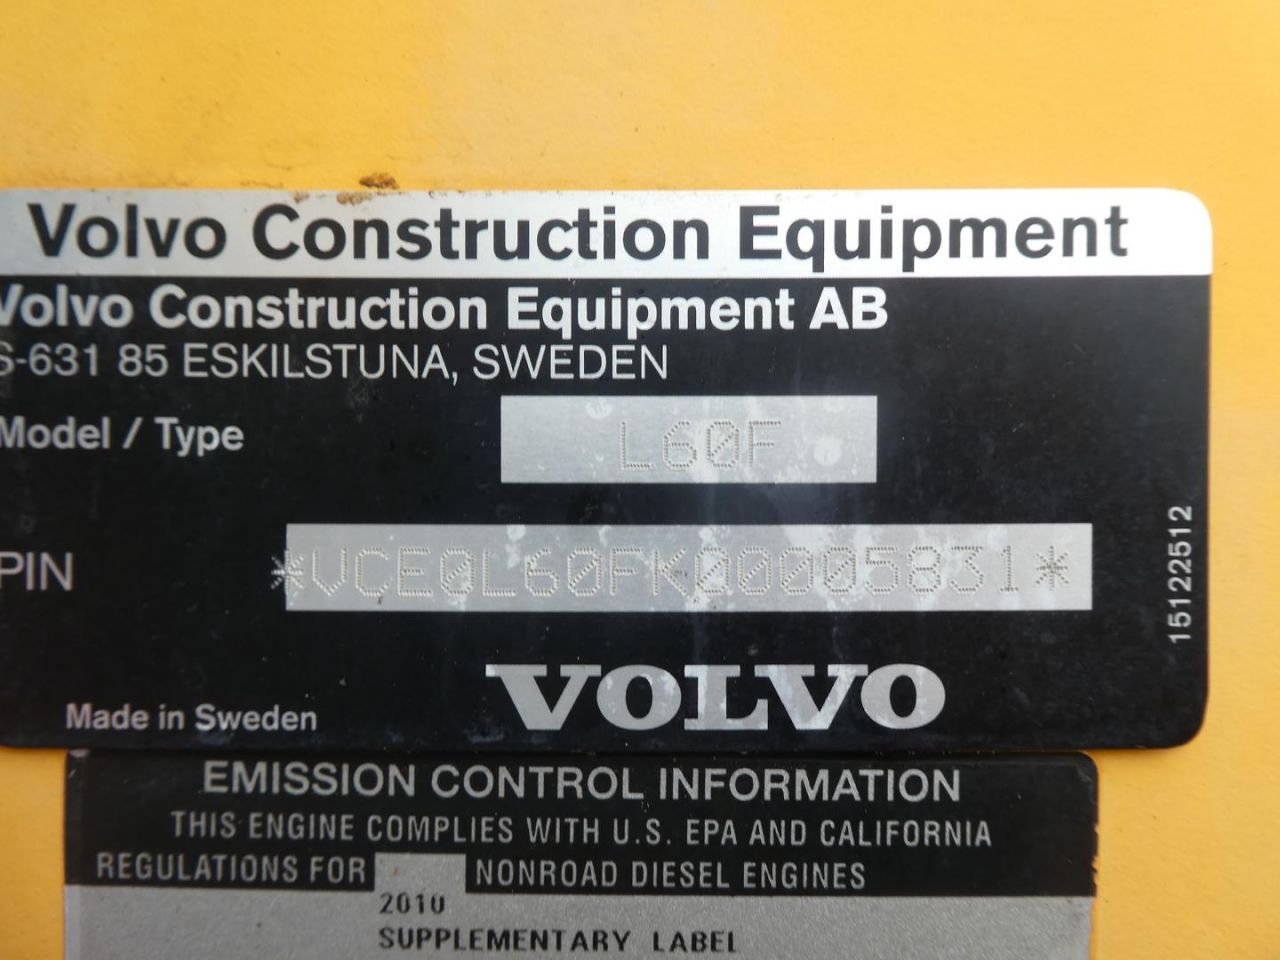 Volvo Construction Equipment
Volvo Construction Equipment AB
S-631 85 ESKILSTUNA, SWEDEN
Model / Type L60F
PIN *VCE0L60FK00005831*
15122512
Made in Sweden VOLVO
EMISSION CONTROL INFORMATION
THIS ENGINE COMPLIES WITH U.S. EPA AND CALIFORNIA
REGULATIONS FOR NONROAD DIESEL ENGINES
2010
SUPPLEMENTARY LABEL